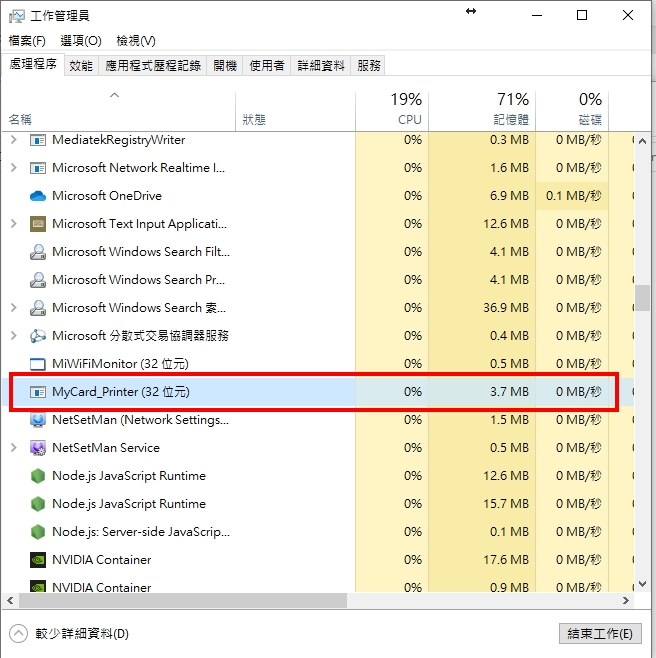 工作管理員
檔案(F) 選項(O) 檢視(V)
處理程序 效能 應用程式歷程記錄 開機 使用者 詳細資料 服務
19% 71% 0%
名稱 狀態 CPU 記憶體 磁碟
MediatekRegistryWriter 0% 0.3 MB 0 MB/秒
Microsoft Network Realtime I... 0% 1.6 MB 0 MB/秒
Microsoft OneDrive 0% 6.9 MB 0.1 MB/秒
Microsoft Text Input Applicati... 0% 12.6 MB 0 MB/秒
Microsoft Windows Search Filt... 0% 4.1 MB 0 MB/秒
Microsoft Windows Search Pr... 0% 4.1 MB 0 MB/秒
Microsoft Windows Search 索... 0% 36.9 MB 0 MB/秒
Microsoft 分散式交易協調器服務 0% 0.4 MB 0 MB/秒
MiWiFiMonitor (32 位元) 0% 0.5 MB 0 MB/秒
MyCard_Printer (32 位元) 0% 3.7 MB 0 MB/秒
NetSetMan (Network Settings... 0% 1.5 MB 0 MB/秒
NetSetMan Service 0% 0.5 MB 0 MB/秒
Node.js JavaScript Runtime 0% 12.6 MB 0 MB/秒
Node.js JavaScript Runtime 0% 15.7 MB 0 MB/秒
Node.js: Server-side JavaScrip... 0% 0.1 MB 0 MB/秒
NVIDIA Container 0% 17.6 MB 0 MB/秒
NVIDIA Container 0% 0.9 MB 0 MB/秒
較少詳細資料(D) 結束工作(E)